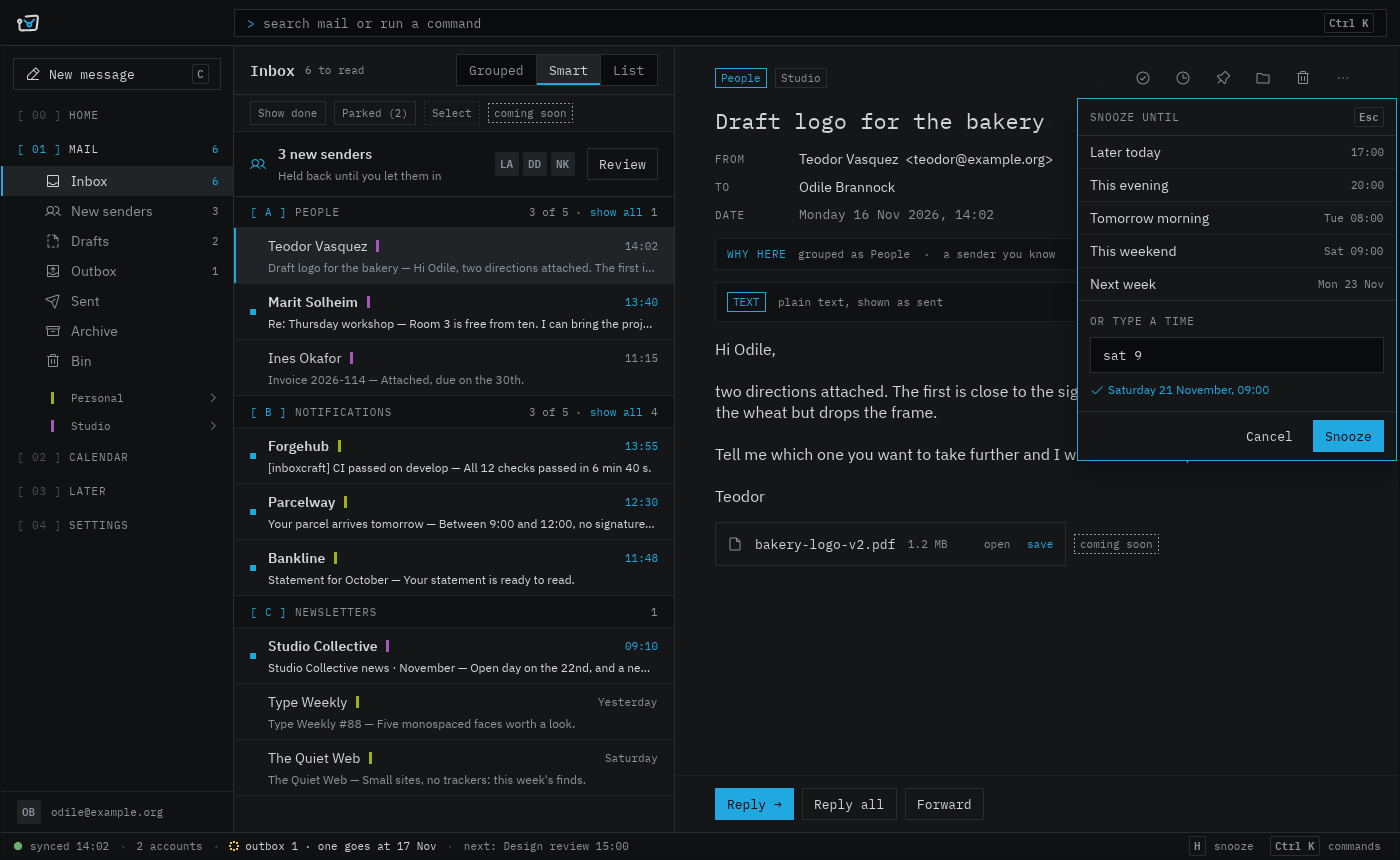 > search mail or run a command Ctrl K
New message C
[ 00 ] HOME
[ 01 ] MAIL 6
Inbox 6
New senders 3
Drafts 2
Outbox 1
Sent
Archive
Bin
Personal
Studio
[ 02 ] CALENDAR
[ 03 ] LATER
[ 04 ] SETTINGS
OB odile@example.org
Inbox 6 to read Grouped Smart List
Show done Parked (2) Select coming soon
3 new senders
Held back until you let them in
LA DD NK Review
[ A ] PEOPLE 3 of 5 · show all 1
Teodor Vasquez 14:02
Draft logo for the bakery — Hi Odile, two directions attached. The first i…
Marit Solheim 13:40
Re: Thursday workshop — Room 3 is free from ten. I can bring the proj…
Ines Okafor 11:15
Invoice 2026-114 — Attached, due on the 30th.
[ B ] NOTIFICATIONS 3 of 5 · show all 4
Forgehub 13:55
[inboxcraft] CI passed on develop — All 12 checks passed in 6 min 40 s.
Parcelway 12:30
Your parcel arrives tomorrow — Between 9:00 and 12:00, no signature…
Bankline 11:48
Statement for October — Your statement is ready to read.
[ C ] NEWSLETTERS 1
Studio Collective 09:10
Studio Collective news · November — Open day on the 22nd, and a ne…
Type Weekly Yesterday
Type Weekly #88 — Five monospaced faces worth a look.
The Quiet Web Saturday
The Quiet Web — Small sites, no trackers: this week's finds.
People Studio
Draft logo for the bakery
FROM Teodor Vasquez <teodor@example.org>
TO Odile Brannock
DATE Monday 16 Nov 2026, 14:02
WHY HERE grouped as People · a sender you know
TEXT plain text, shown as sent
Hi Odile,
two directions attached. The first is close to the sig
the wheat but drops the frame.
Tell me which one you want to take further and I w
Teodor
bakery-logo-v2.pdf 1.2 MB open save coming soon
Reply → Reply all Forward
SNOOZE UNTIL Esc
Later today 17:00
This evening 20:00
Tomorrow morning Tue 08:00
This weekend Sat 09:00
Next week Mon 23 Nov
OR TYPE A TIME
sat 9
Saturday 21 November, 09:00
Cancel Snooze
synced 14:02 · 2 accounts · outbox 1 · one goes at 17 Nov · next: Design review 15:00 H snooze Ctrl K commands